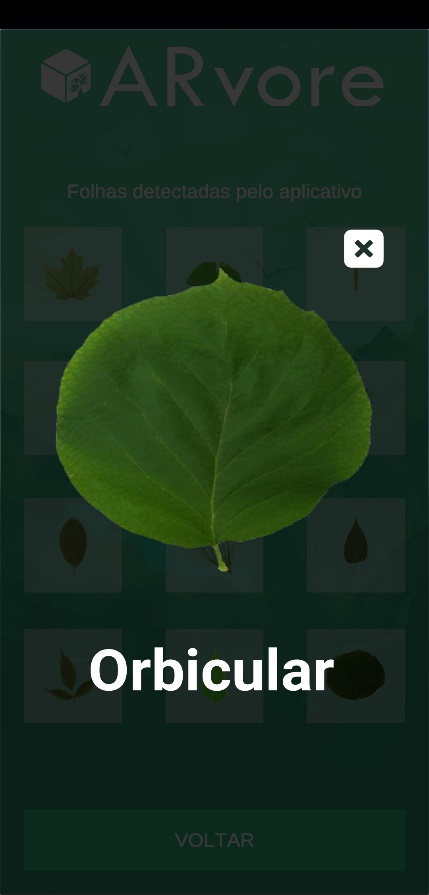 ARvore
Folhas detectadas pelo aplicativo
Orbicular
VOLTAR